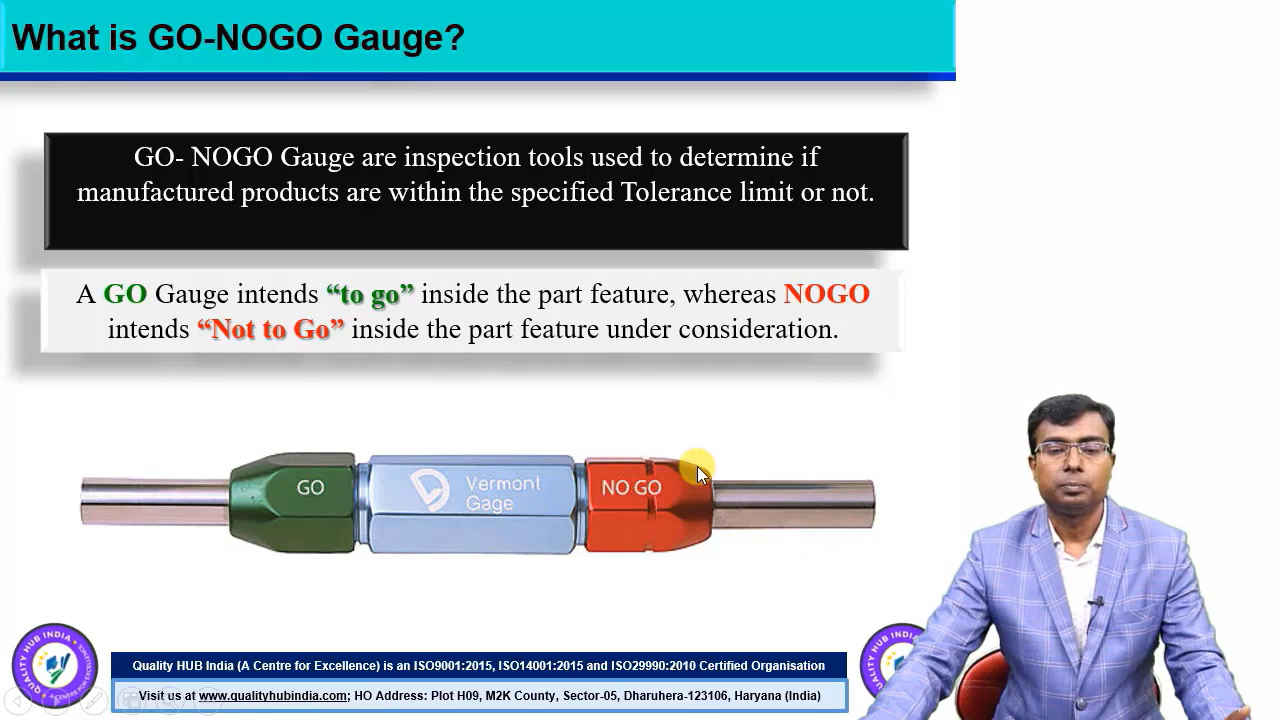 What is GO-NOGO Gauge?
GO- NOGO Gauge are inspection tools used to determine if
manufactured products are within the specified Tolerance limit or not.
A GO Gauge intends “to go” inside the part feature, whereas NOGO
intends “Not to Go” inside the part feature under consideration.
GO
Vermont
Gage
NO GO
QUALITY HUB INDIA
Quality HUB India (A Centre for Excellence) is an ISO9001:2015, ISO14001:2015 and ISO29990:2010 Certified Organisation
Visit us at www.qualityhubindia.com; HO Address: Plot H09, M2K County, Sector-05, Dharuhera-123106, Haryana (India)